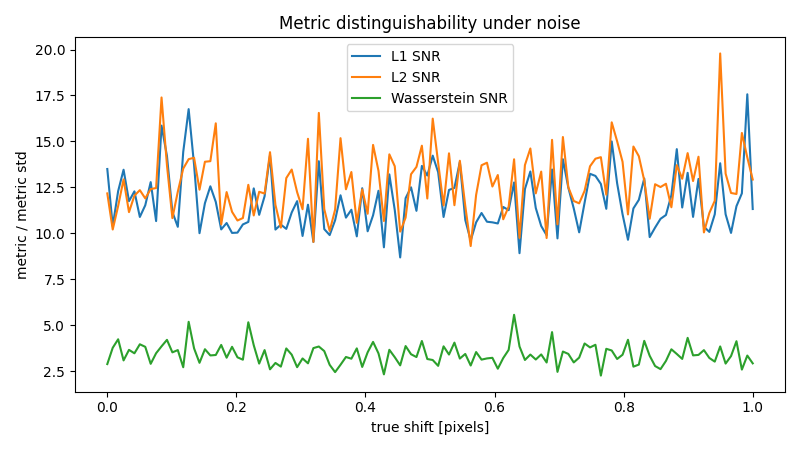 Metric distinguishability under noise
L1 SNR
L2 SNR
Wasserstein SNR
metric / metric std
20.0
17.5
15.0
12.5
10.0
7.5
5.0
2.5
0.0 0.2 0.4 0.6 0.8 1.0
true shift [pixels]